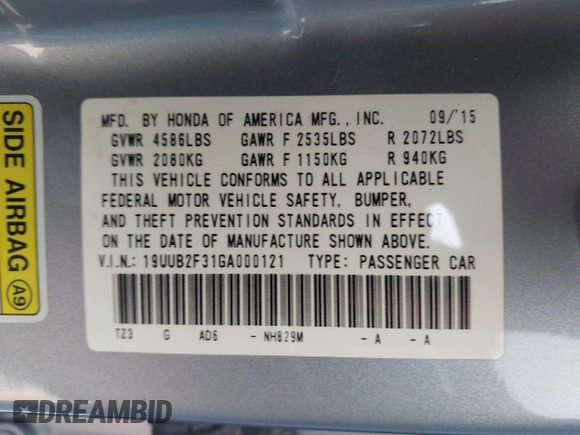 MFD. BY HONDA OF AMERICA MFG., INC. 09/'15
GVWR 4586LBS GAWR F 2535LBS R 2072LBS
GVWR 2080KG GAWR F 1150KG R 940KG
THIS VEHICLE CONFORMS TO ALL APPLICABLE
FEDERAL MOTOR VEHICLE SAFETY, BUMPER,
AND THEFT PREVENTION STANDARDS IN EFFECT
ON THE DATE OF MANUFACTURE SHOWN ABOVE.
V.I.N.: 19UUB2F31GA000121 TYPE: PASSENGER CAR
TZ3 G AD6 - NH829M - A - A
SIDE AIRBAG A9
DREAMBID